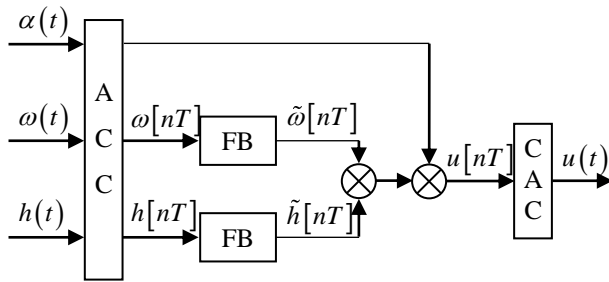 α(t)
ω(t)
h(t)
A
C
C
ω[nT]
h[nT]
FB
FB
ω̃[nT]
h̃[nT]
u[nT]
C
A
C
u(t)